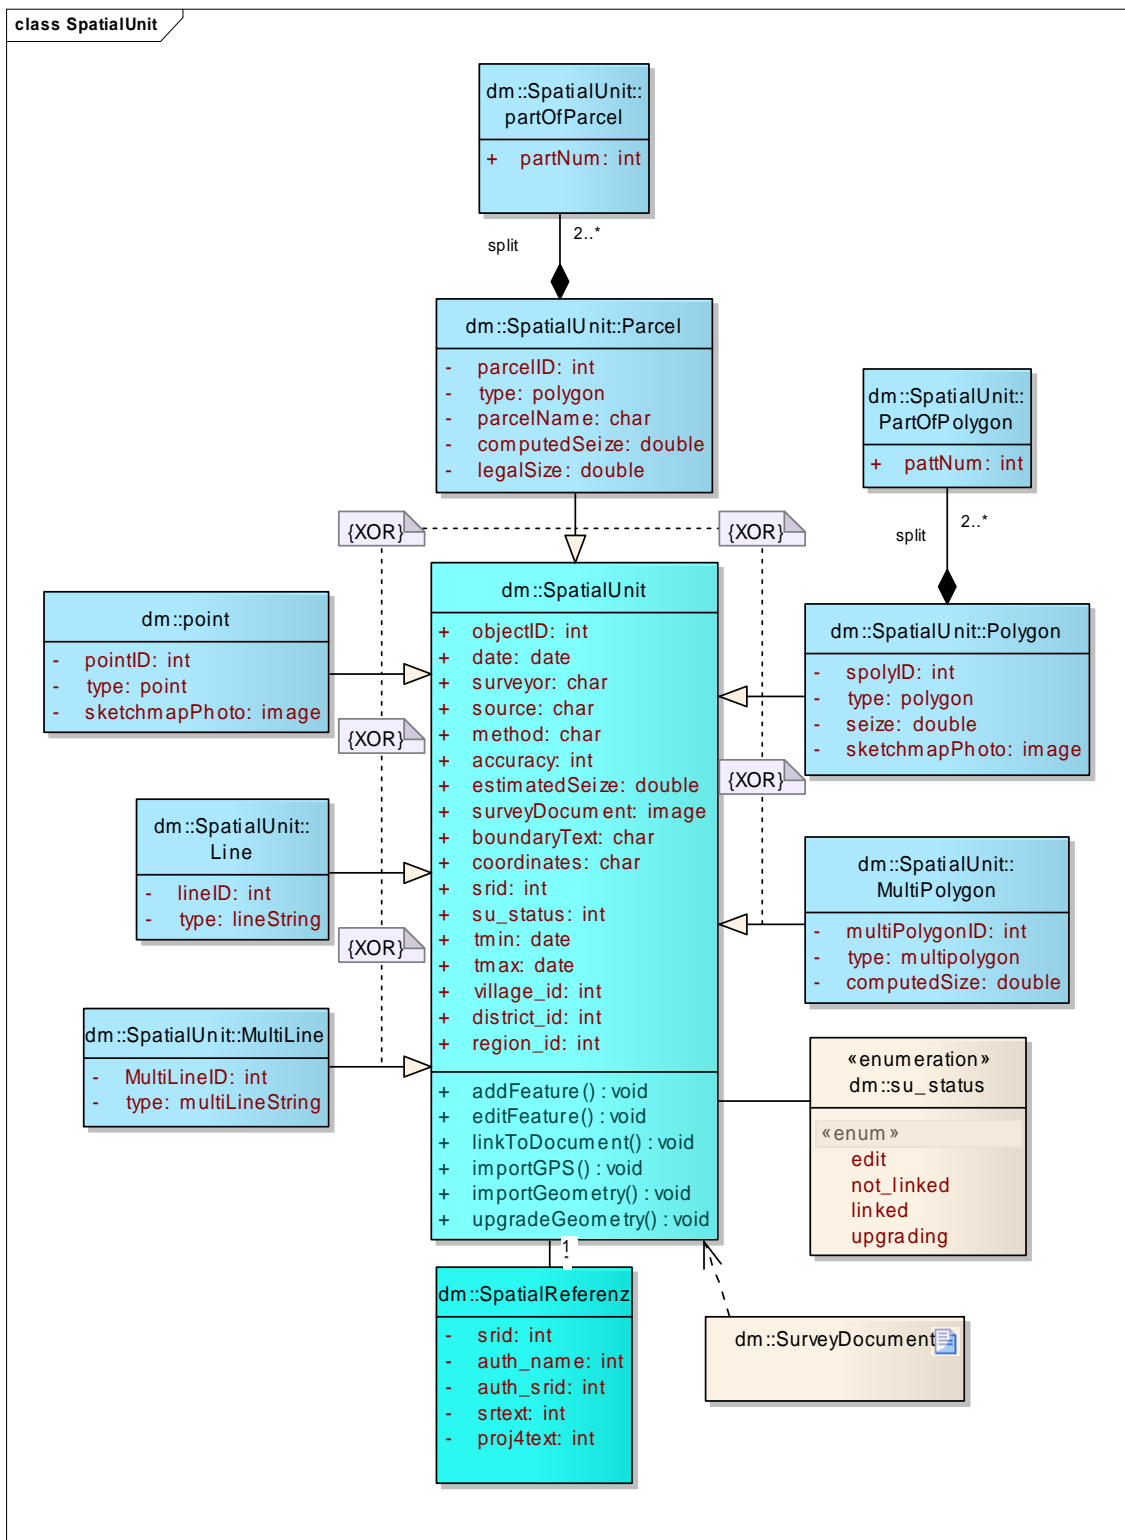 class SpatialUnit
dm::SpatialUnit::
partOfParcel
+ partNum: int
split
2..*
dm::SpatialUnit::Parcel
- parcelID: int
- type: polygon
- parcelName: char
- computedSeize: double
- legalSize: double
dm::SpatialUnit::
PartOfPolygon
+ pattNum: int
split
2..*
{XOR}
{XOR}
dm::SpatialUnit
+ objectID: int
+ date: date
+ surveyor: char
+ source: char
+ method: char
+ accuracy: int
+ estimatedSeize: double
+ surveyDocument: image
+ boundaryText: char
+ coordinates: char
+ srid: int
+ su_status: int
+ tmin: date
+ tmax: date
+ village_id: int
+ district_id: int
+ region_id: int
+ addFeature() : void
+ editFeature() : void
+ linkToDocument() : void
+ importGPS() : void
+ importGeometry() : void
+ upgradeGeometry() : void
dm::point
- pointID: int
- type: point
- sketchmapPhoto: image
{XOR}
dm::SpatialUnit::
Line
- lineID: int
- type: lineString
{XOR}
dm::SpatialUnit::MultiLine
- MultiLineID: int
- type: multiLineString
dm::SpatialUnit::Polygon
- spolyID: int
- type: polygon
- seize: double
- sketchmapPhoto: image
{XOR}
dm::SpatialUnit::
MultiPolygon
- multiPolygonID: int
- type: multipolygon
- computedSize: double
«enumeration»
dm::su_status
«enum»
edit
not_linked
linked
upgrading
1
*
dm::SpatialReferenz
- srid: int
- auth_name: int
- auth_srid: int
- srtext: int
- proj4text: int
dm::SurveyDocument